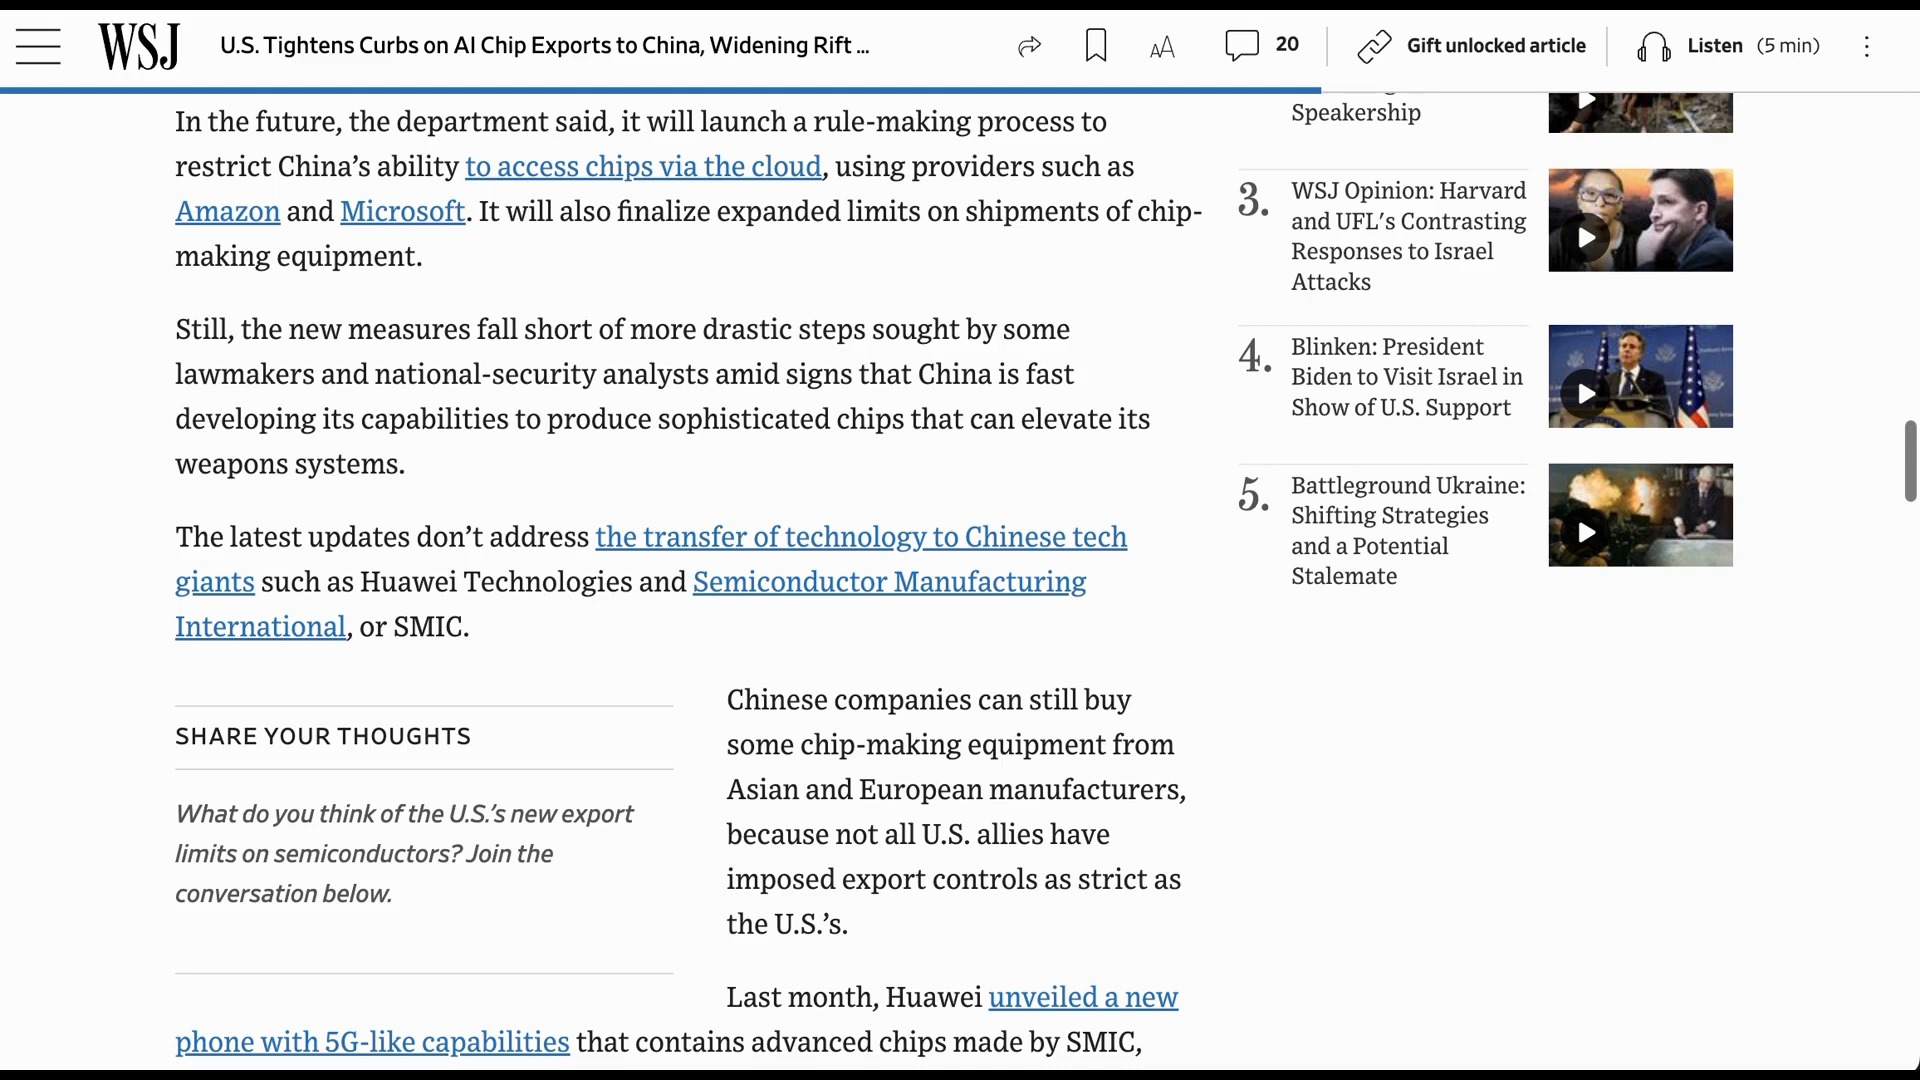 WSJ
U.S. Tightens Curbs on AI Chip Exports to China, Widening Rift ...
AA
20
Gift unlocked article
Listen (5 min)
In the future, the department said, it will launch a rule-making process to
restrict China’s ability to access chips via the cloud, using providers such as
Amazon and Microsoft. It will also finalize expanded limits on shipments of chip-
making equipment.
Still, the new measures fall short of more drastic steps sought by some
lawmakers and national-security analysts amid signs that China is fast
developing its capabilities to produce sophisticated chips that can elevate its
weapons systems.
The latest updates don’t address the transfer of technology to Chinese tech
giants such as Huawei Technologies and Semiconductor Manufacturing
International, or SMIC.
SHARE YOUR THOUGHTS
What do you think of the U.S.’s new export
limits on semiconductors? Join the
conversation below.
Chinese companies can still buy
some chip-making equipment from
Asian and European manufacturers,
because not all U.S. allies have
imposed export controls as strict as
the U.S.’s.
Last month, Huawei unveiled a new
phone with 5G-like capabilities that contains advanced chips made by SMIC,
Speakership
3. WSJ Opinion: Harvard
and UFL’s Contrasting
Responses to Israel
Attacks
4. Blinken: President
Biden to Visit Israel in
Show of U.S. Support
5. Battleground Ukraine:
Shifting Strategies
and a Potential
Stalemate